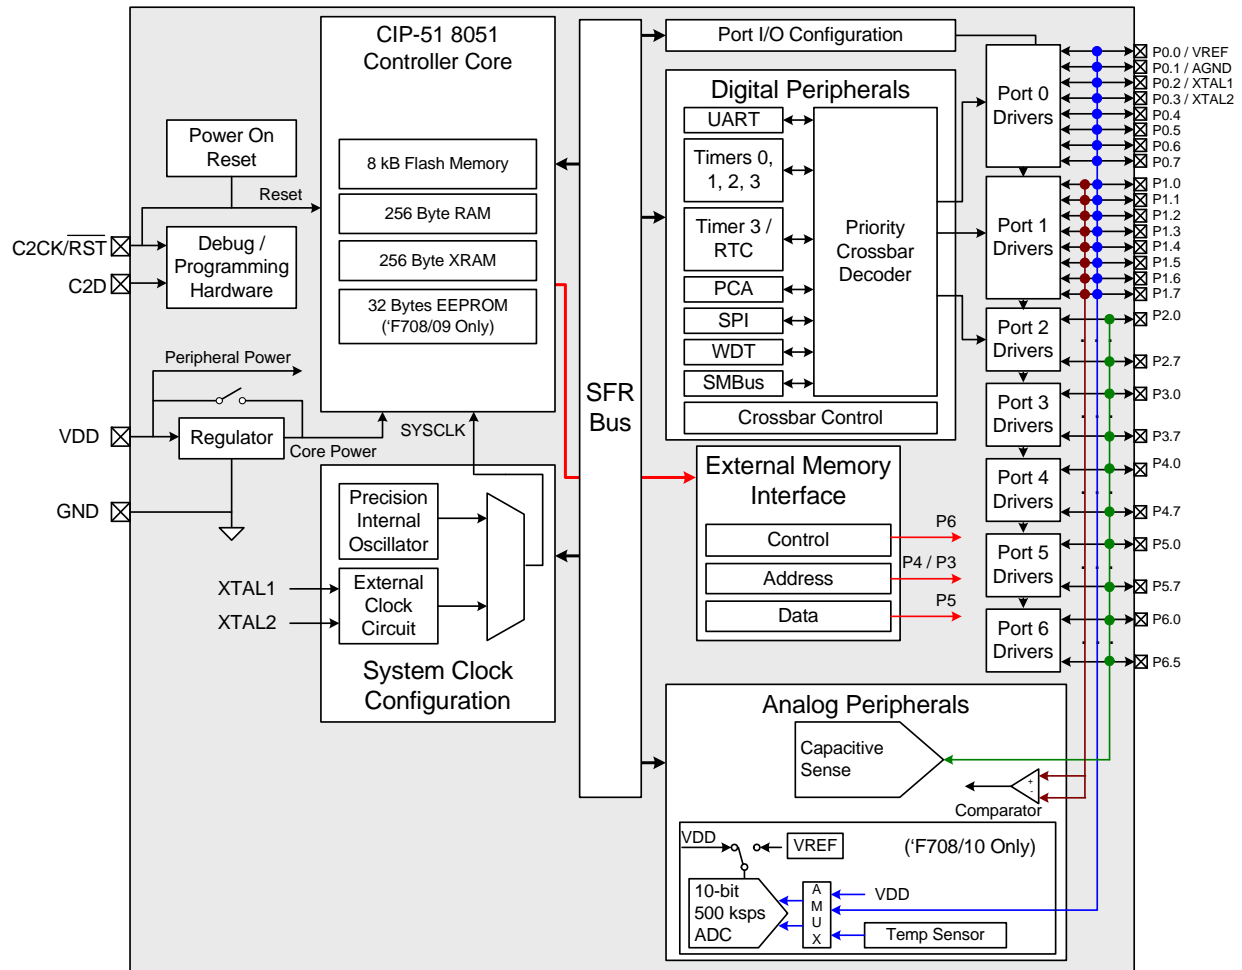 CIP-51 8051
Controller Core
Power On
Reset
8 kB Flash Memory
Reset
256 Byte RAM
C2CK/RST
Debug /
Programming
Hardware
256 Byte XRAM
C2D
32 Bytes EEPROM
(‘F708/09 Only)
Peripheral Power
VDD
Regulator
Core Power
SYSCLK
GND
Precision
Internal
Oscillator
XTAL1
XTAL2
External
Clock
Circuit
System Clock
Configuration
SFR
Bus
Port I/O Configuration
Digital Peripherals
UART
Timers 0,
1, 2, 3
Timer 3 /
RTC
PCA
SPI
WDT
SMBus
Priority
Crossbar
Decoder
Crossbar Control
External Memory
Interface
Control
P6
Address
P4 / P3
Data
P5
Port 0
Drivers
Port 1
Drivers
Port 2
Drivers
Port 3
Drivers
Port 4
Drivers
Port 5
Drivers
Port 6
Drivers
P0.0 / VREF
P0.1 / AGND
P0.2 / XTAL1
P0.3 / XTAL2
P0.4
P0.5
P0.6
P0.7
P1.0
P1.1
P1.2
P1.3
P1.4
P1.5
P1.6
P1.7
P2.0
P2.7
P3.0
P3.7
P4.0
P4.7
P5.0
P5.7
P6.0
P6.5
Analog Peripherals
Capacitive
Sense
+
-
Comparator
VDD
VREF
(‘F708/10 Only)
10-bit
500 ksps
ADC
A
M
U
X
VDD
Temp Sensor